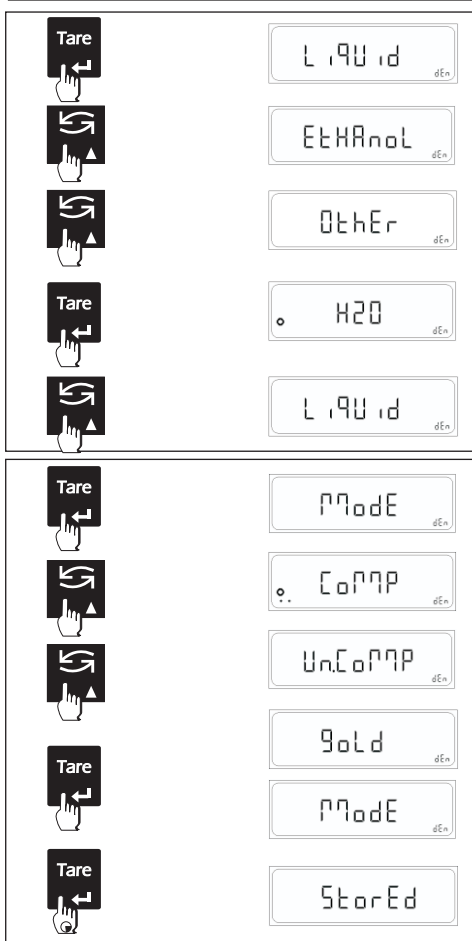 Tare
LiqUid
dEn
EtHAnoL
dEn
OthEr
dEn
Tare
H2O
dEn
LiqUid
dEn
Tare
ModE
dEn
CoMP
dEn
Un.CoMP
dEn
goLd
dEn
Tare
ModE
dEn
Tare
StorEd